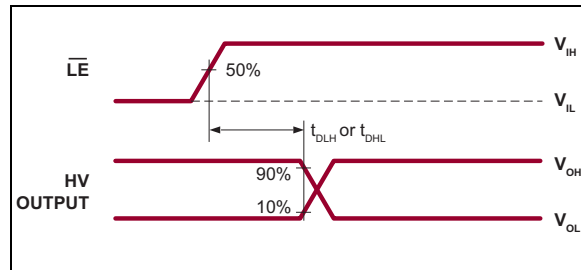 LE
V_IH
50%
V_IL
t_DLH or t_DHL
HV
OUTPUT
90%
10%
V_OH
V_OL